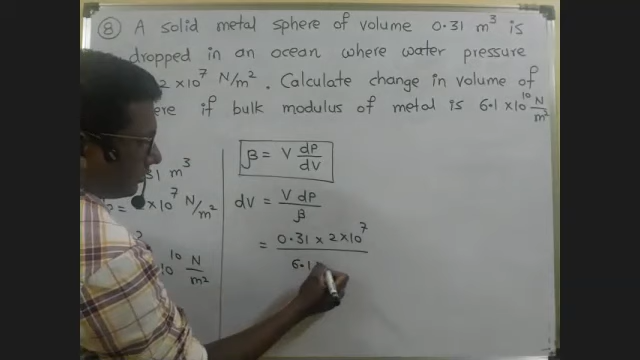 ⑧ A solid metal sphere of volume 0.31 m³ is
dropped in an ocean where water pressure
2 × 10⁷ N/m². Calculate change in volume of
if bulk modulus of metal is 6.1 × 10¹⁰ N/m²
31 m³
× 10⁷ N/m²
10¹⁰ N/m²
β = V dP/dV
dV = V dP/β
= 0.31 × 2 × 10⁷
6.1